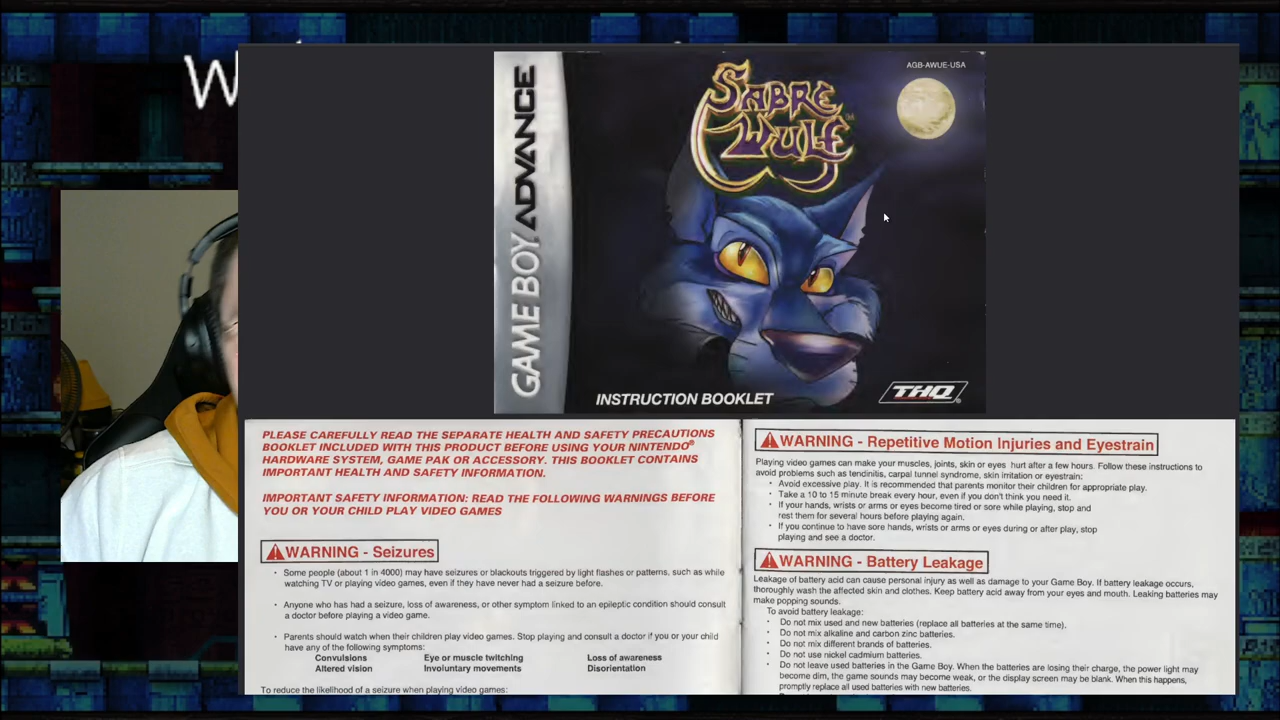 W
AGB-AWUE-USA
SABRE
WULF
TM
GAME BOY ADVANCE
INSTRUCTION BOOKLET
THQ®
PLEASE CAREFULLY READ THE SEPARATE HEALTH AND SAFETY PRECAUTIONS
BOOKLET INCLUDED WITH THIS PRODUCT BEFORE USING YOUR NINTENDO®
HARDWARE SYSTEM, GAME PAK OR ACCESSORY. THIS BOOKLET CONTAINS
IMPORTANT HEALTH AND SAFETY INFORMATION.
IMPORTANT SAFETY INFORMATION: READ THE FOLLOWING WARNINGS BEFORE
YOU OR YOUR CHILD PLAY VIDEO GAMES
WARNING - Seizures
• Some people (about 1 in 4000) may have seizures or blackouts triggered by light flashes or patterns, such as while
watching TV or playing video games, even if they have never had a seizure before.
• Anyone who has had a seizure, loss of awareness, or other symptom linked to an epileptic condition should consult
a doctor before playing a video game.
• Parents should watch when their children play video games. Stop playing and consult a doctor if you or your child
have any of the following symptoms:
Convulsions Eye or muscle twitching Loss of awareness
Altered vision Involuntary movements Disorientation
To reduce the likelihood of a seizure when playing video games:
WARNING - Repetitive Motion Injuries and Eyestrain
Playing video games can make your muscles, joints, skin or eyes hurt after a few hours. Follow these instructions to
avoid problems such as tendinitis, carpal tunnel syndrome, skin irritation or eyestrain:
• Avoid excessive play. It is recommended that parents monitor their children for appropriate play.
• Take a 10 to 15 minute break every hour, even if you don't think you need it.
• If your hands, wrists or arms or eyes become tired or sore while playing, stop and
rest them for several hours before playing again.
• If you continue to have sore hands, wrists or arms or eyes during or after play, stop
playing and see a doctor.
WARNING - Battery Leakage
Leakage of battery acid can cause personal injury as well as damage to your Game Boy. If battery leakage occurs,
thoroughly wash the affected skin and clothes. Keep battery acid away from your eyes and mouth. Leaking batteries may
make popping sounds.
To avoid battery leakage:
• Do not mix used and new batteries (replace all batteries at the same time).
• Do not mix alkaline and carbon zinc batteries.
• Do not mix different brands of batteries.
• Do not use nickel cadmium batteries.
• Do not leave used batteries in the Game Boy. When the batteries are losing their charge, the power light may
become dim, the game sounds may become weak, or the display screen may be blank. When this happens,
promptly replace all used batteries with new batteries.